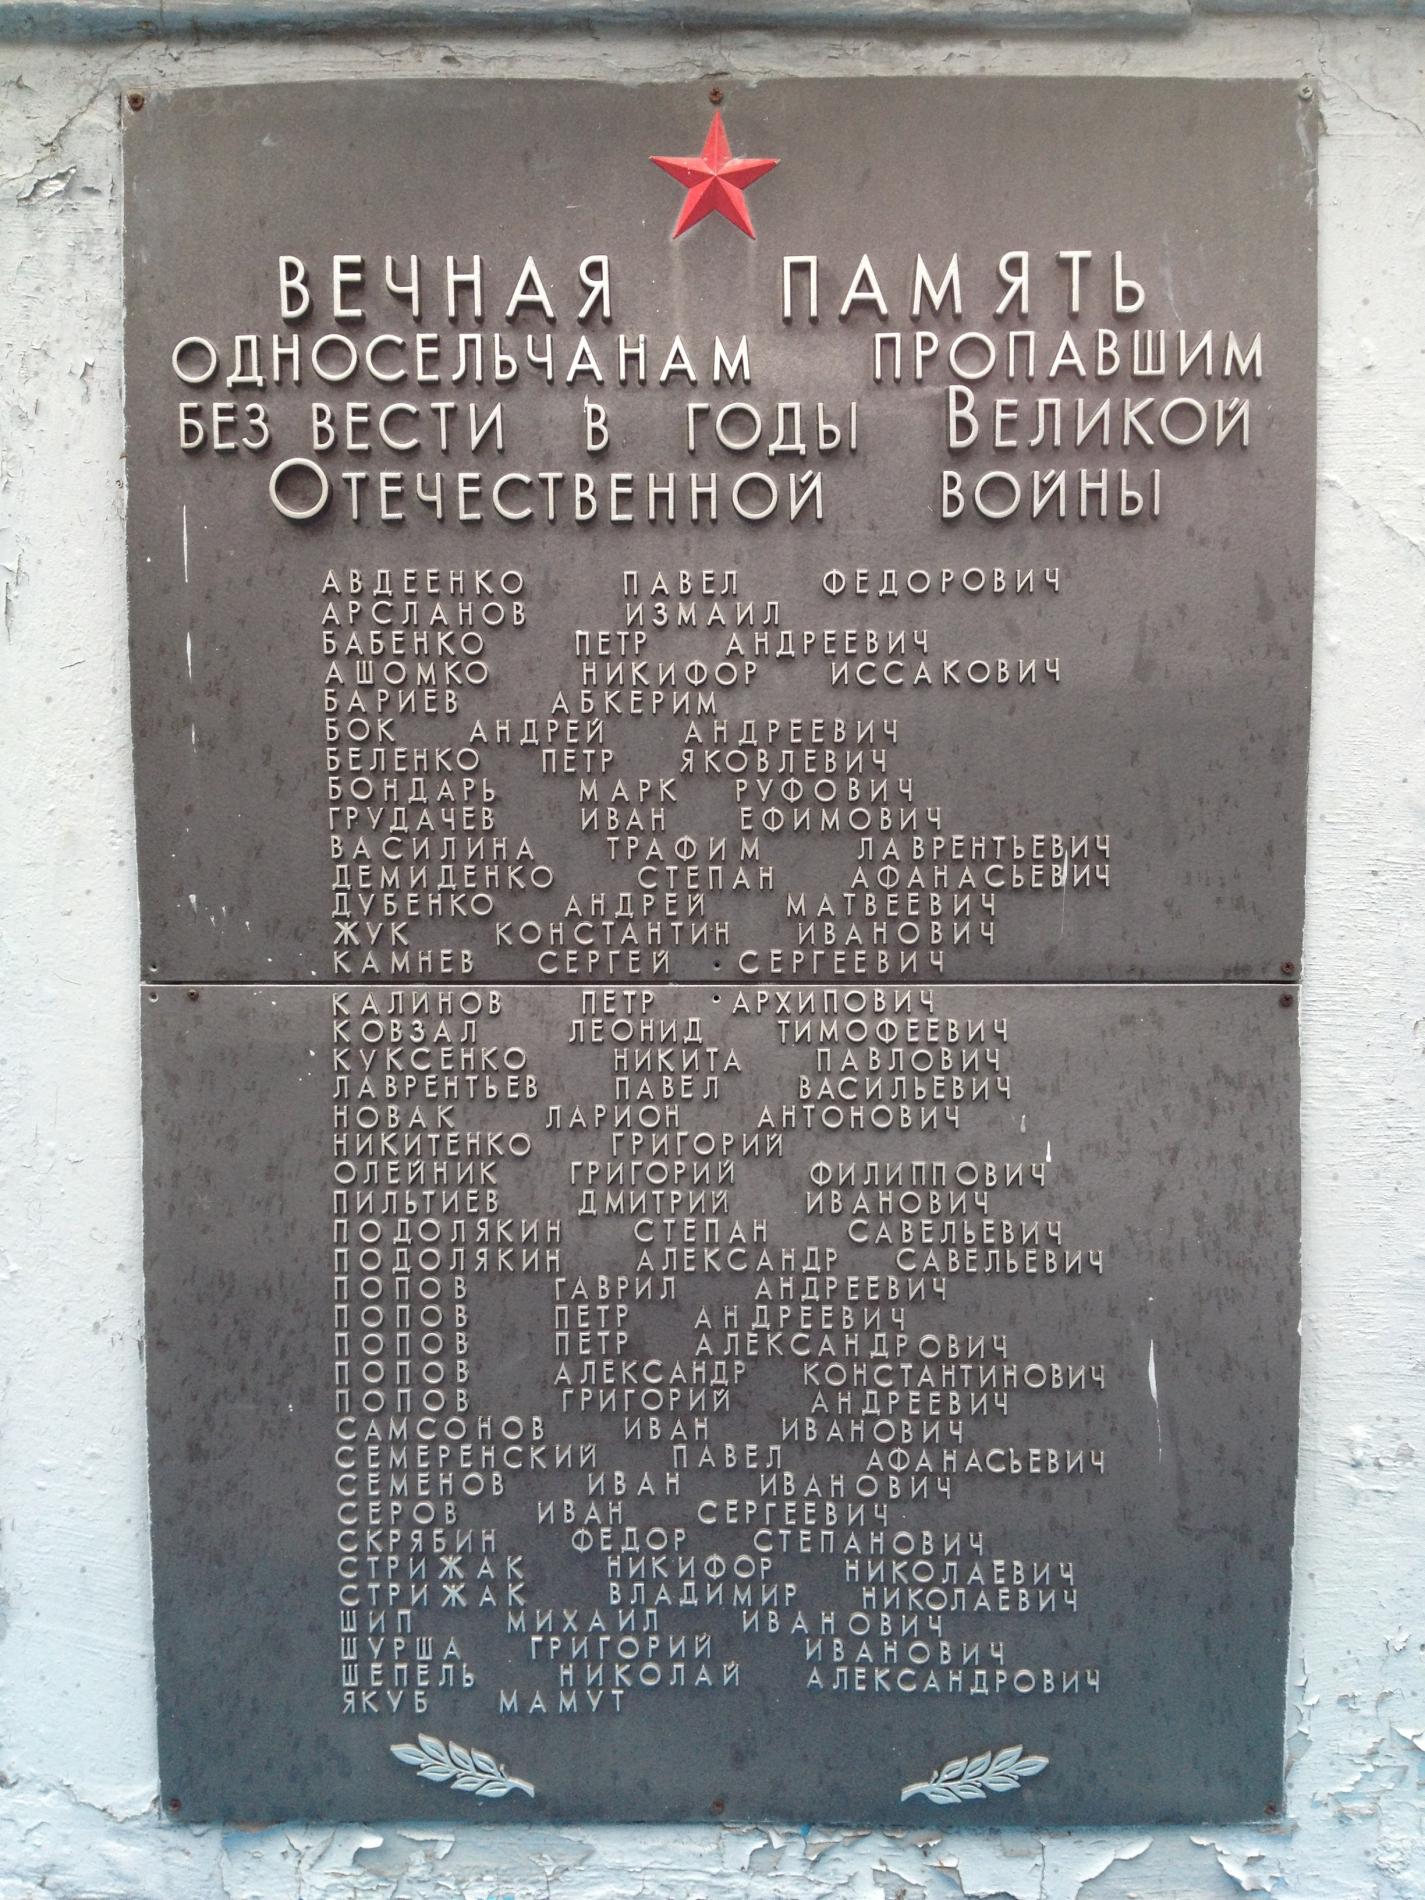 ВЕЧНАЯ ПАМЯТЬ
ОДНОСЕЛЬЧАНАМ ПРОПАВШИМ
БЕЗ ВЕСТИ В ГОДЫ ВЕЛИКОЙ
ОТЕЧЕСТВЕННОЙ ВОЙНЫ
АВДЕЕНКО ПАВЕЛ ФЕДОРОВИЧ
АРСЛАНОВ ИЗМАИЛ
БАБЕНКО ПЕТР АНДРЕЕВИЧ
АШОМКО НИКИФОР ИССАКОВИЧ
БАРИЕВ АБКЕРИМ
БОК АНДРЕЙ АНДРЕЕВИЧ
БЕЛЕНКО ПЕТР ЯКОВЛЕВИЧ
БОНДАРЬ МАРК РУФОВИЧ
ГРУДАЧЕВ ИВАН ЕФИМОВИЧ
ВАСИЛИНА ТРАФИМ ЛАВРЕНТЬЕВИЧ
ДЕМИДЕНКО СТЕПАН АФАНАСЬЕВИЧ
ДУБЕНКО АНДРЕЙ МАТВЕЕВИЧ
ЖУК КОНСТАНТИН ИВАНОВИЧ
КАМНЕВ СЕРГЕЙ СЕРГЕЕВИЧ
КАЛИНОВ ПЕТР АРХИПОВИЧ
КОВЗАЛ ЛЕОНИД ТИМОФЕЕВИЧ
КУКСЕНКО НИКИТА ПАВЛОВИЧ
ЛАВРЕНТЬЕВ ПАВЕЛ ВАСИЛЬЕВИЧ
НОВАК ЛАРИОН АНТОНОВИЧ
НИКИТЕНКО ГРИГОРИЙ
ОЛЕЙНИК ГРИГОРИЙ ФИЛИППОВИЧ
ПИЛЬТИЕВ ДМИТРИЙ ИВАНОВИЧ
ПОДОЛЯКИН СТЕПАН САВЕЛЬЕВИЧ
ПОДОЛЯКИН АЛЕКСАНДР САВЕЛЬЕВИЧ
ПОПОВ ГАВРИЛ АНДРЕЕВИЧ
ПОПОВ ПЕТР АНДРЕЕВИЧ
ПОПОВ ПЕТР АЛЕКСАНДРОВИЧ
ПОПОВ АЛЕКСАНДР КОНСТАНТИНОВИЧ
ПОПОВ ГРИГОРИЙ АНДРЕЕВИЧ
САМСОНОВ ИВАН ИВАНОВИЧ
СЕМЕРЕНСКИЙ ПАВЕЛ АФАНАСЬЕВИЧ
СЕМЕНОВ ИВАН ИВАНОВИЧ
СЕРОВ ИВАН СЕРГЕЕВИЧ
СКРЯБИН ФЕДОР СТЕПАНОВИЧ
СТРИЖАК НИКИФОР НИКОЛАЕВИЧ
СТРИЖАК ВЛАДИМИР НИКОЛАЕВИЧ
ШИП МИХАИЛ ИВАНОВИЧ
ШУРША ГРИГОРИЙ ИВАНОВИЧ
ШЕПЕЛЬ НИКОЛАЙ АЛЕКСАНДРОВИЧ
ЯКУБ МАМУТ